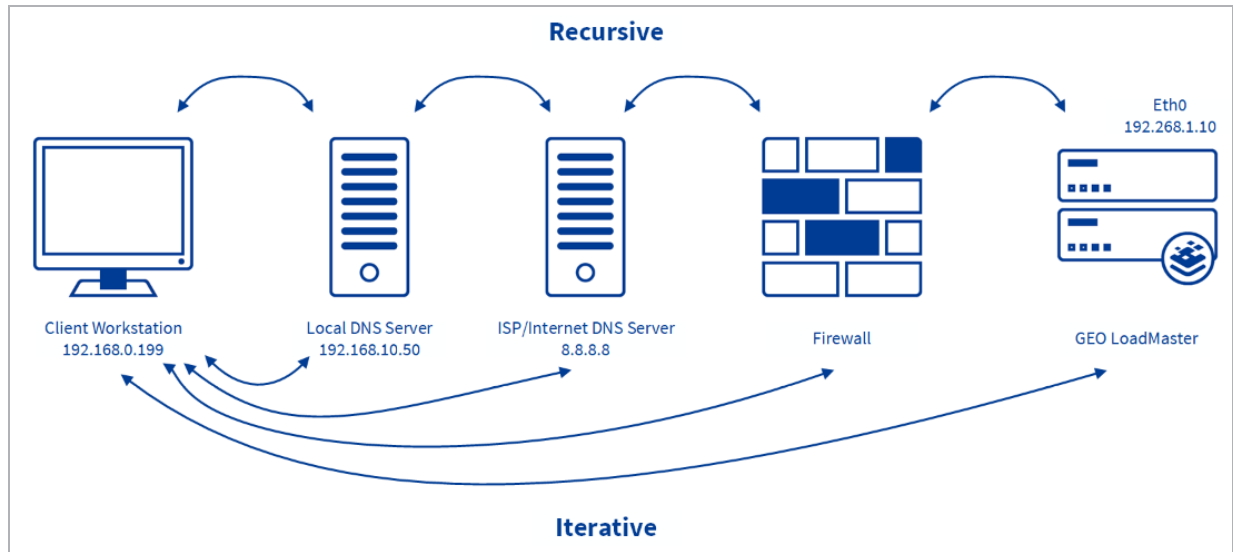 Recursive
Eth0
192.268.1.10
Client Workstation
192.168.0.199
Local DNS Server
192.168.10.50
ISP/Internet DNS Server
8.8.8.8
Firewall
GEO LoadMaster
Iterative